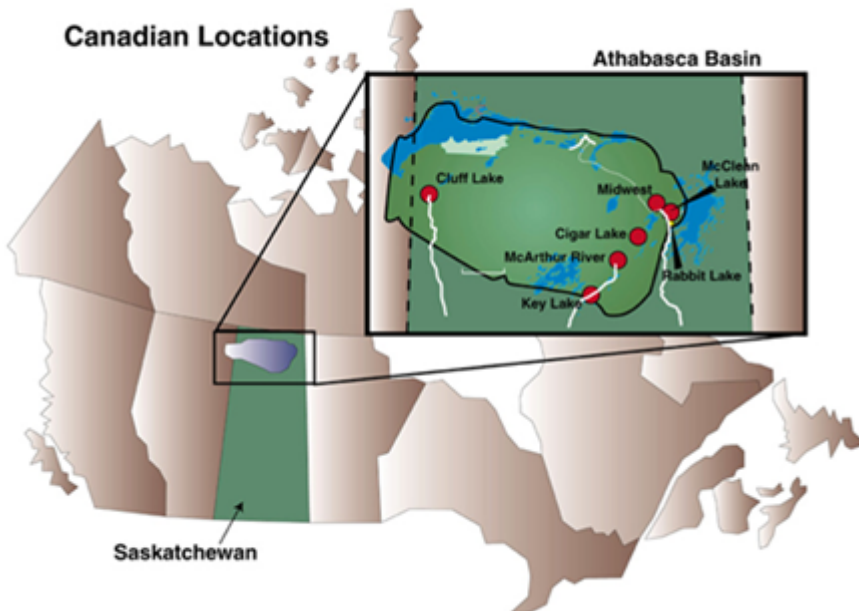 Canadian Locations
Athabasca Basin
McClean
Lake
Cluff Lake
Midwest
Cigar Lake
McArthur River
Rabbit Lake
Key Lake
Saskatchewan